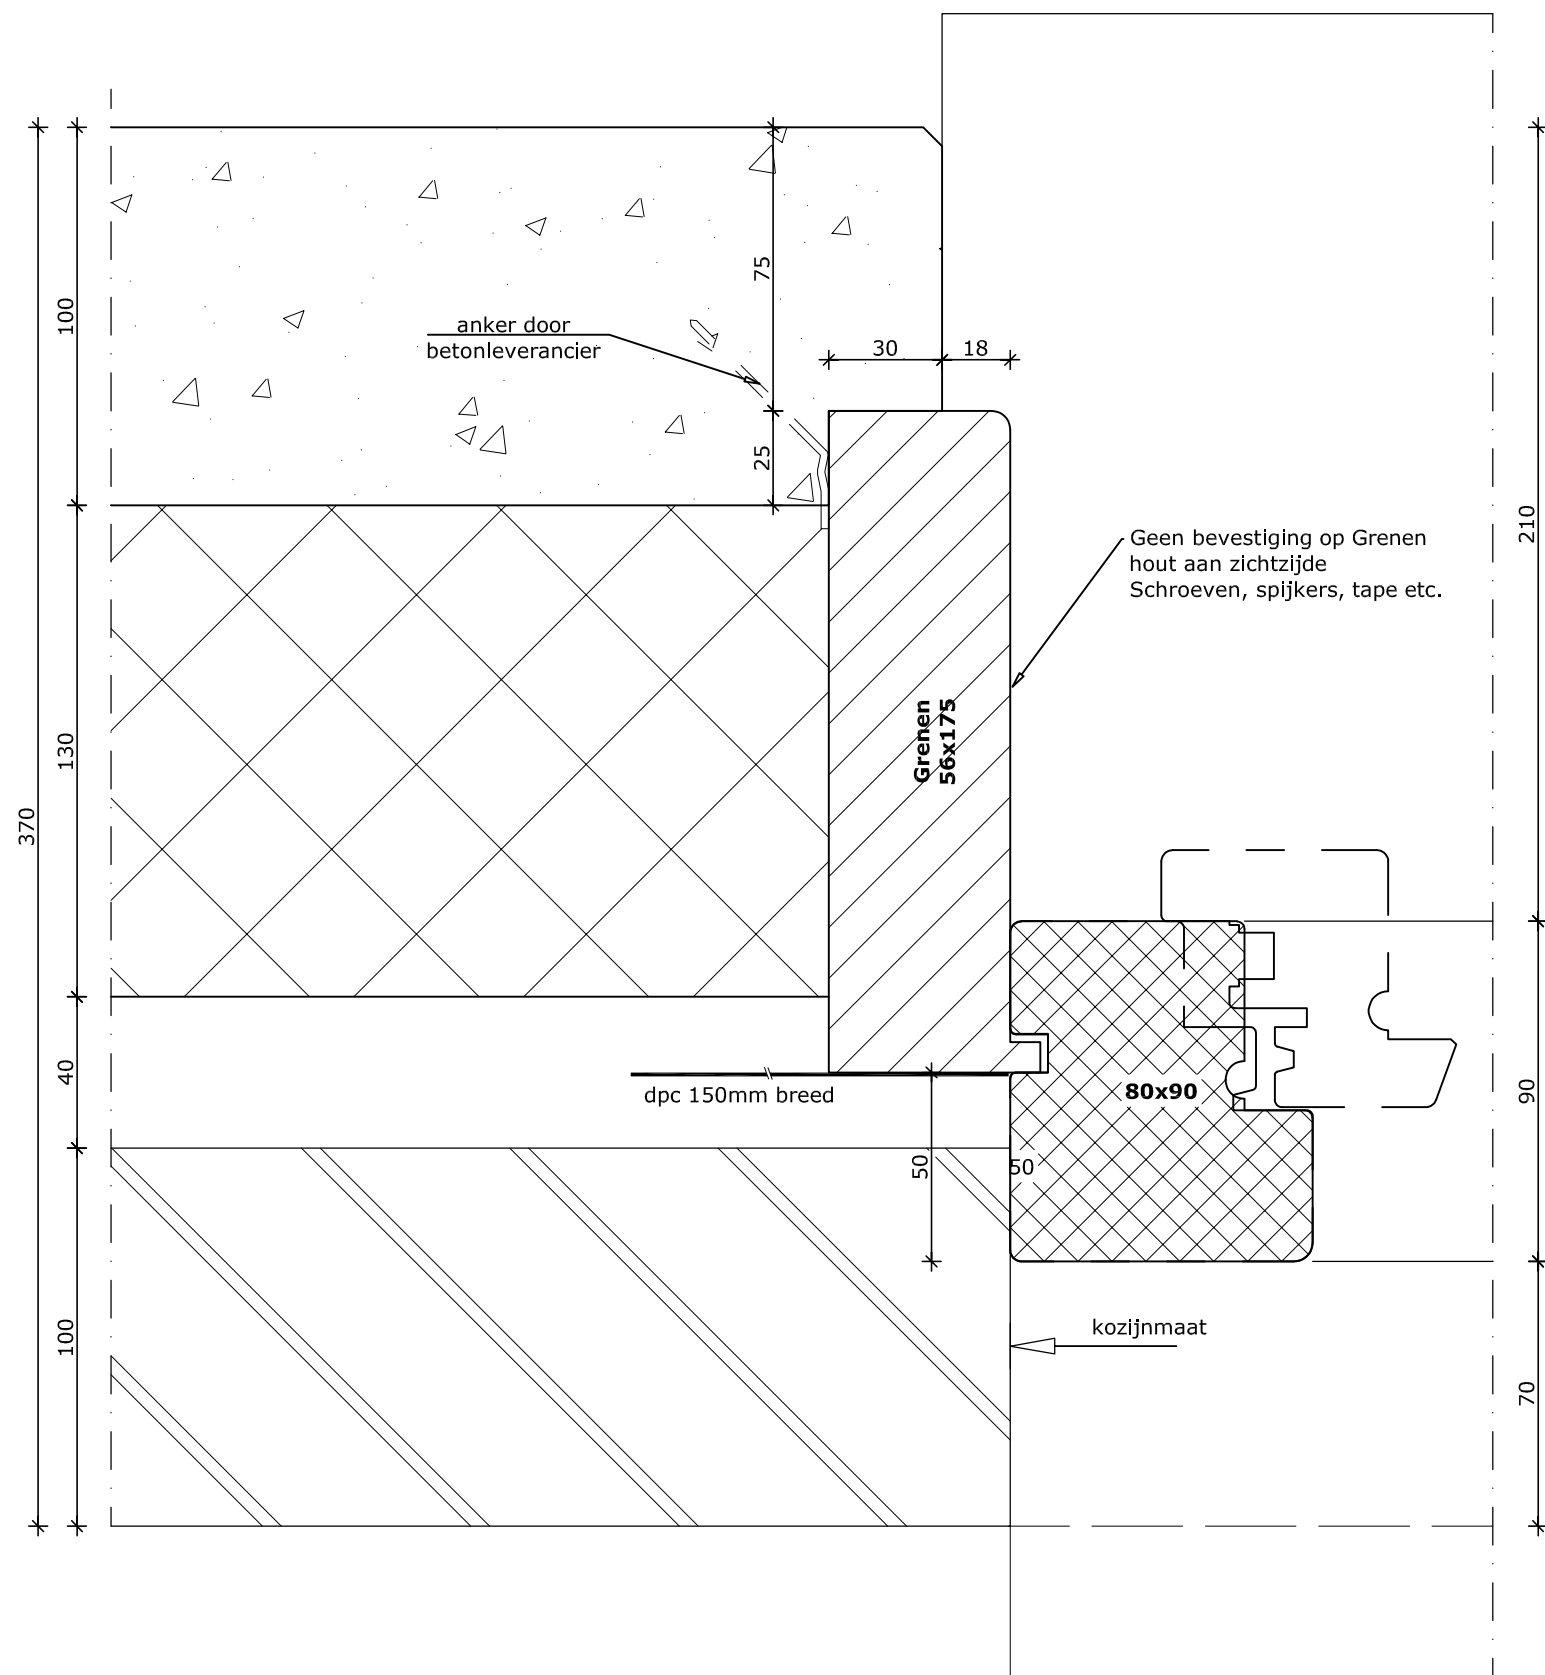 75
100
anker door
betonleverancier
30
18
25
210
Geen bevestiging op Grenen
hout aan zichtzijde
Schroeven, spijkers, tape etc.
Grenen
56x175
130
370
40
dpc 150mm breed
80x90
90
50
50
kozijnmaat
100
70